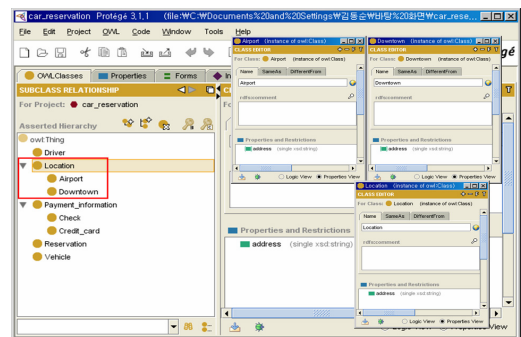 car_reservation Protégé 3.1.1 (file:₩C:₩Documents%20and%20Settings₩김동순₩바탕%20화면₩car_rese...
File Edit Project OWL Code Window Tools Help
OWLClasses Properties Forms
SUBCLASS RELATIONSHIP
For Project: car_reservation
Asserted Hierarchy
owl:Thing
Driver
Location
Airport
Downtown
Payment_information
Check
Credit_card
Reservation
Vehicle
Properties and Restrictions
address (single xsd:string)
Airport (instance of owl:Class)
CLASS EDITOR
For Class: Airport (instance of owl:Class)
Name SameAs DifferentFrom
Airport
rdfs:comment
Properties and Restrictions
address (single xsd:string)
Logic View Properties View
Downtown (instance of owl:Class)
CLASS EDITOR
For Class: Downtown (instance of owl:Class)
Name SameAs DifferentFrom
Downtown
rdfs:comment
Properties and Restrictions
address (single xsd:string)
Logic View Properties View
Location (instance of owl:Class)
CLASS EDITOR
For Class: Location (instance of owl:Class)
Name SameAs DifferentFrom
Location
rdfs:comment
Properties and Restrictions
address (single xsd:string)
Logic View Properties View